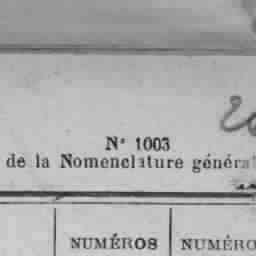 N° 1003
de la Nomenclature généra
NUMÉROS NUMÉRO